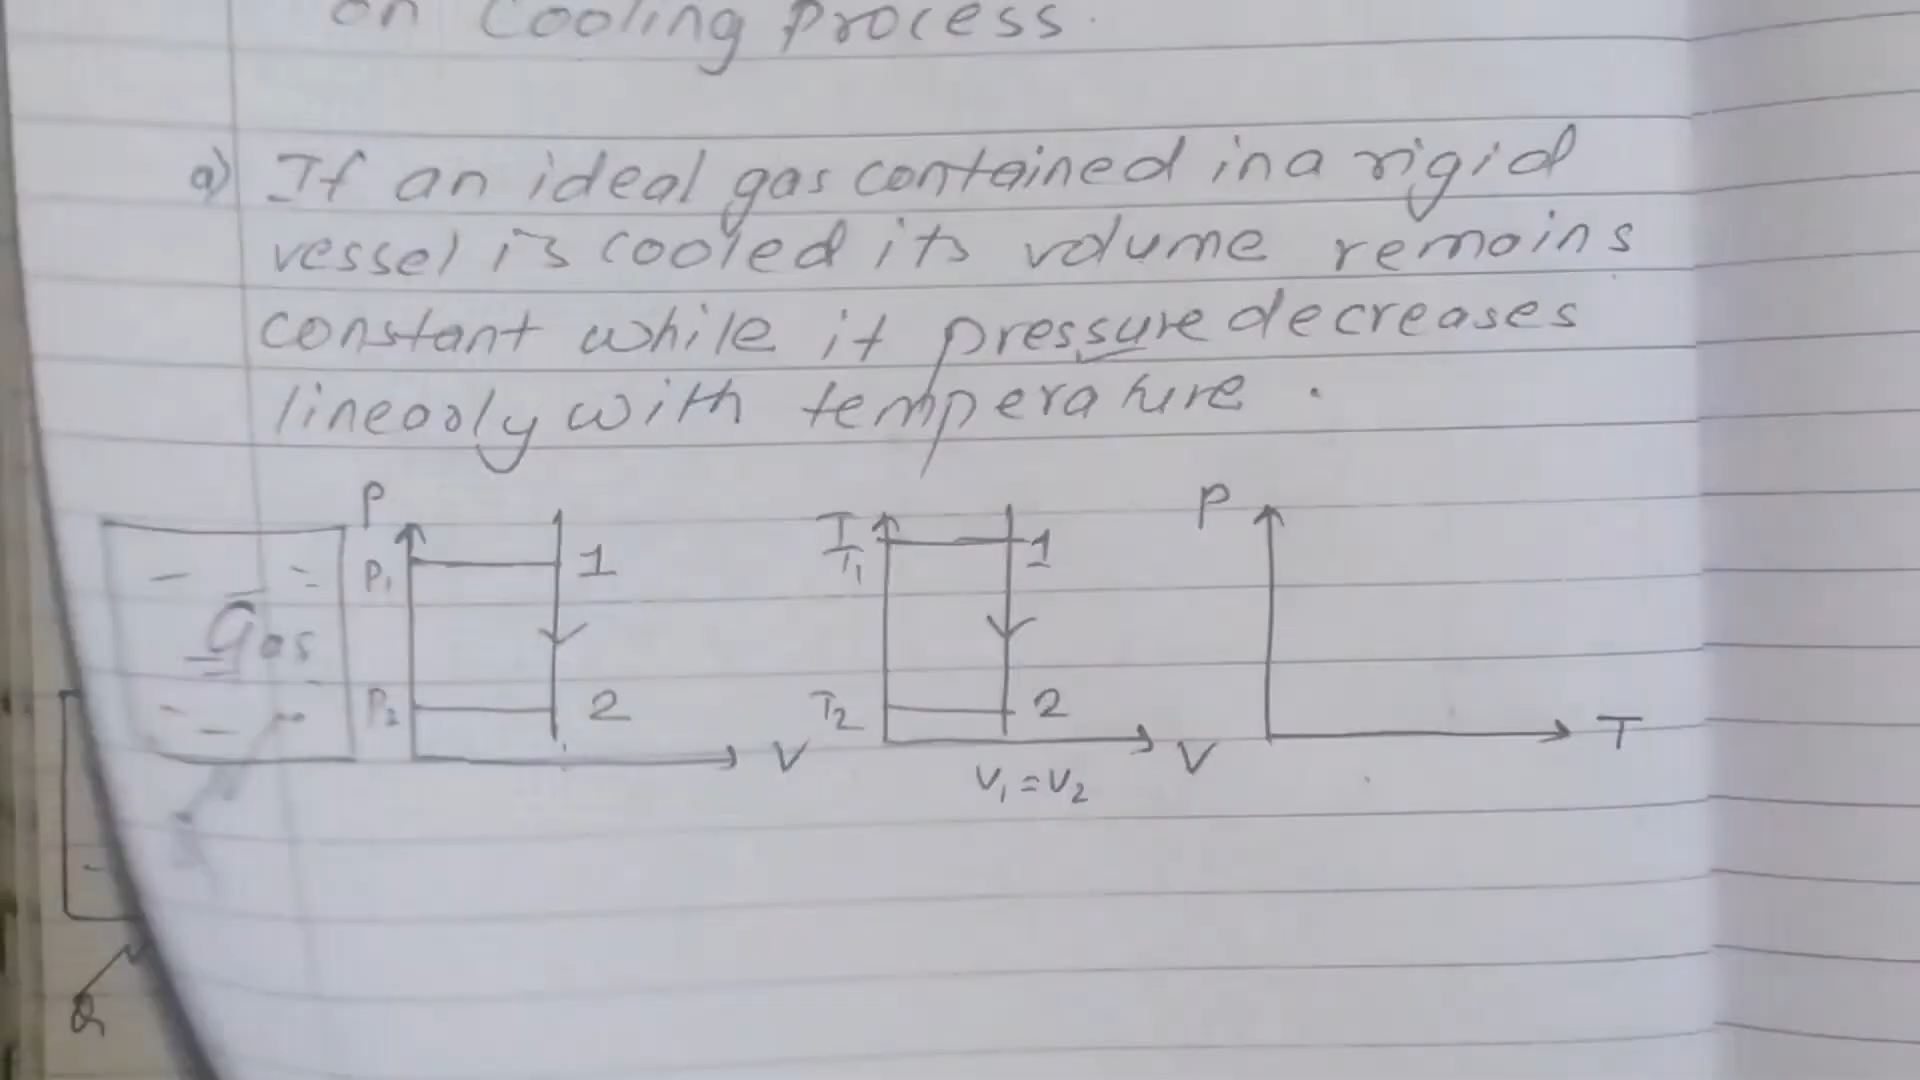 on Cooling process.
a) If an ideal gas contained in a rigid
vessel is cooled its volume remains
constant while it pressure decreases
linearly with temperature.
Gas
P
P₁
P₂
1
2
V
T
T₁
T₂
1
2
V
V₁ = V₂
P
T
Q